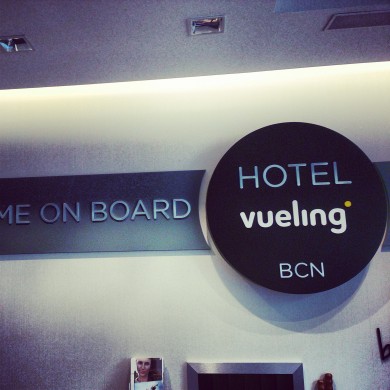 ME ON BOARD
HOTEL
vueling
BCN